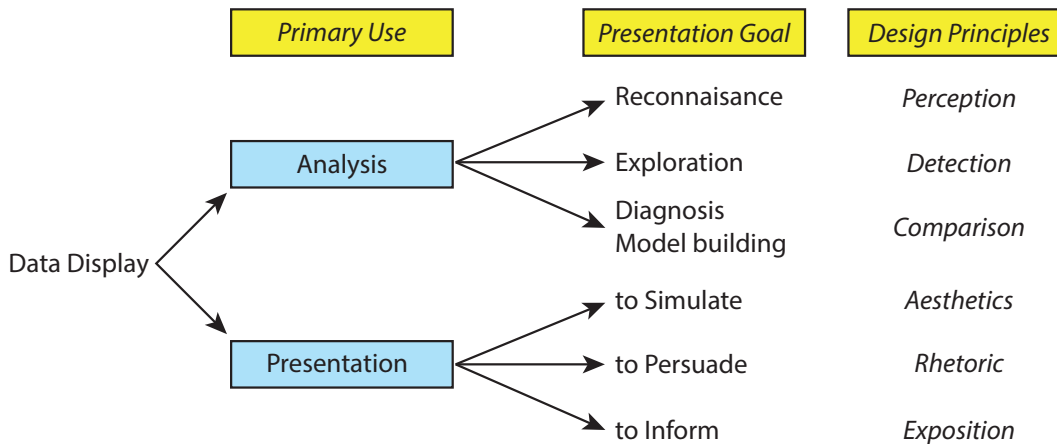 Primary Use
Presentation Goal
Design Principles
Reconnaisance
Perception
Analysis
Exploration
Detection
Diagnosis
Model building
Comparison
Data Display
to Simulate
Aesthetics
Presentation
to Persuade
Rhetoric
to Inform
Exposition